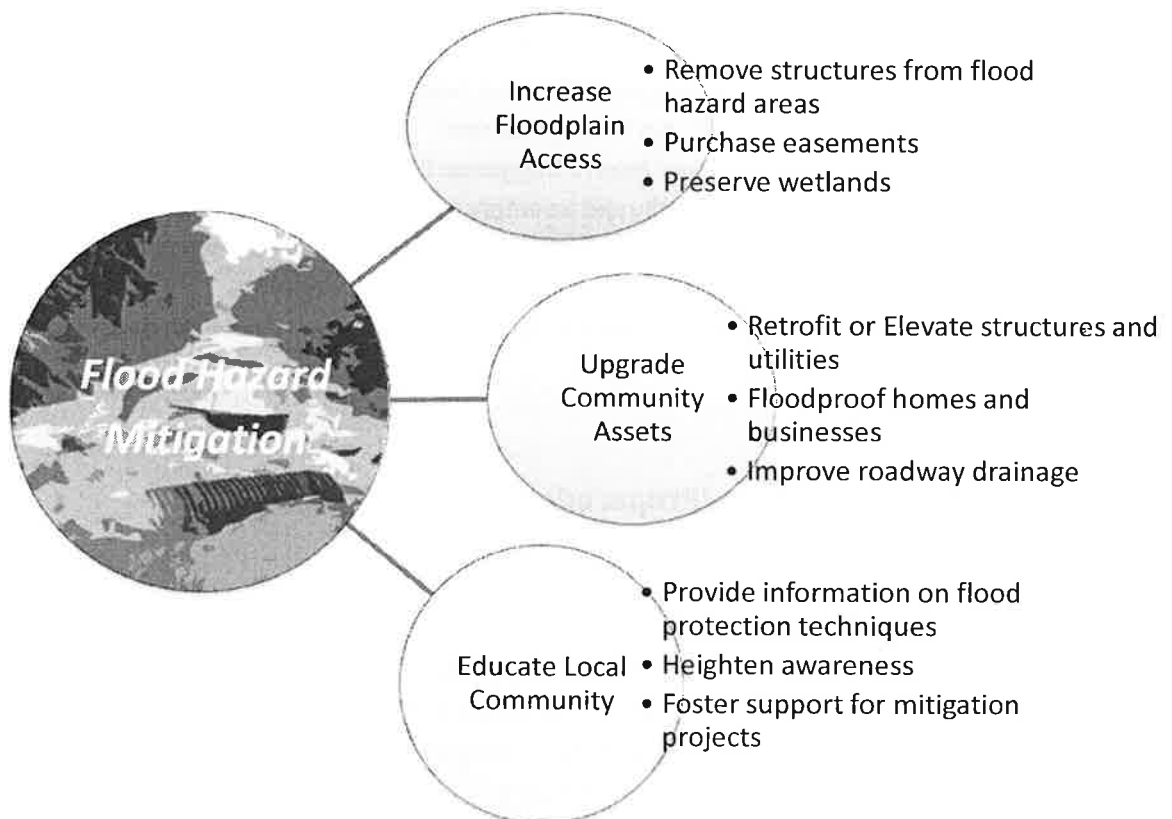 Flood Hazard
Mitigation
Increase
Floodplain
Access
• Remove structures from flood
hazard areas
• Purchase easements
• Preserve wetlands
Upgrade
Community
Assets
• Retrofit or Elevate structures and
utilities
• Floodproof homes and
businesses
• Improve roadway drainage
Educate Local
Community
• Provide information on flood
protection techniques
• Heighten awareness
• Foster support for mitigation
projects